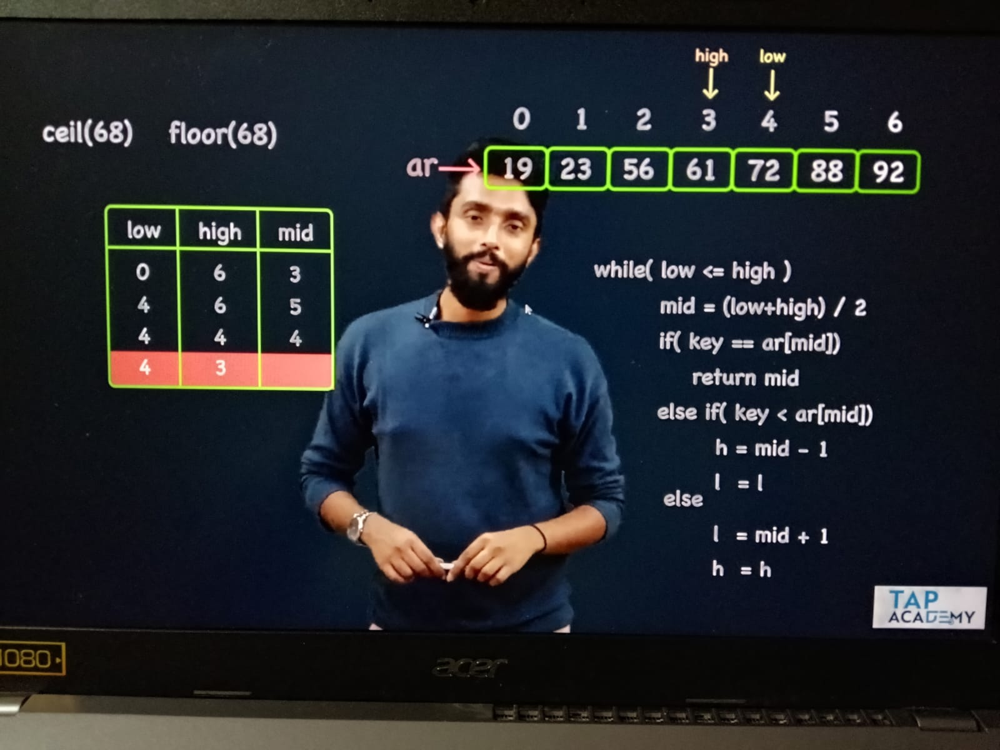 high low
ceil(68) floor(68)
0 1 2 3 4 5 6
ar 19 23 56 61 72 88 92
low high mid
0 6 3
4 6 5
4 4 4
4 3
while( low <= high )
mid = (low+high) / 2
if( key == ar[mid])
return mid
else if( key < ar[mid])
h = mid - 1
l = l
else
l = mid + 1
h = h
TAP
ACADEMY
1080
acer